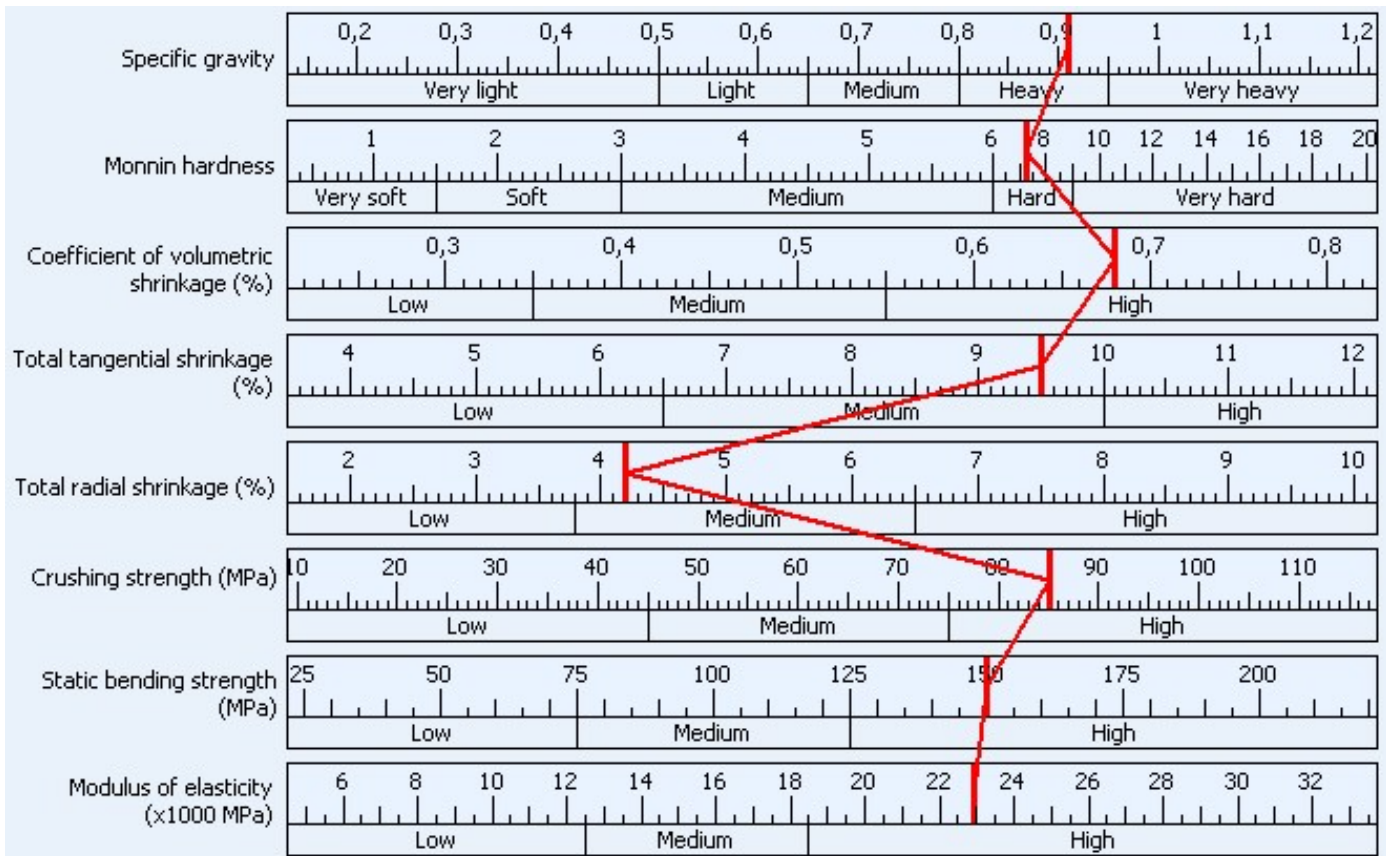 0,2 0,3 0,4 0,5 0,6 0,7 0,8 0,9 1 1,1 1,2
Specific gravity
Very light Light Medium Heavy Very heavy
1 2 3 4 5 6 8 10 12 14 16 18 20
Monnin hardness
Very soft Soft Medium Hard Very hard
0,3 0,4 0,5 0,6 0,7 0,8
Coefficient of volumetric
shrinkage (%)
Low Medium High
4 5 6 7 8 9 10 11 12
Total tangential shrinkage
(%)
Low Medium High
2 3 4 5 6 7 8 9 10
Total radial shrinkage (%)
Low Medium High
10 20 30 40 50 60 70 80 90 100 110
Crushing strength (MPa)
Low Medium High
25 50 75 100 125 150 175 200
Static bending strength
(MPa)
Low Medium High
6 8 10 12 14 16 18 20 22 24 26 28 30 32
Modulus of elasticity
(x1000 MPa)
Low Medium High